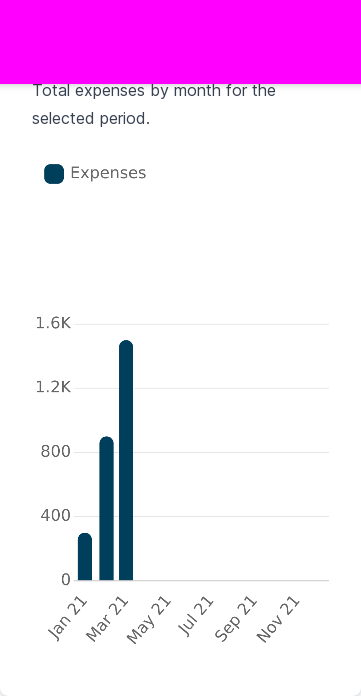 Total expenses by month for the
selected period.
Expenses
1.6K
1.2K
800
400
0
Jan 21
Mar 21
May 21
Jul 21
Sep 21
Nov 21